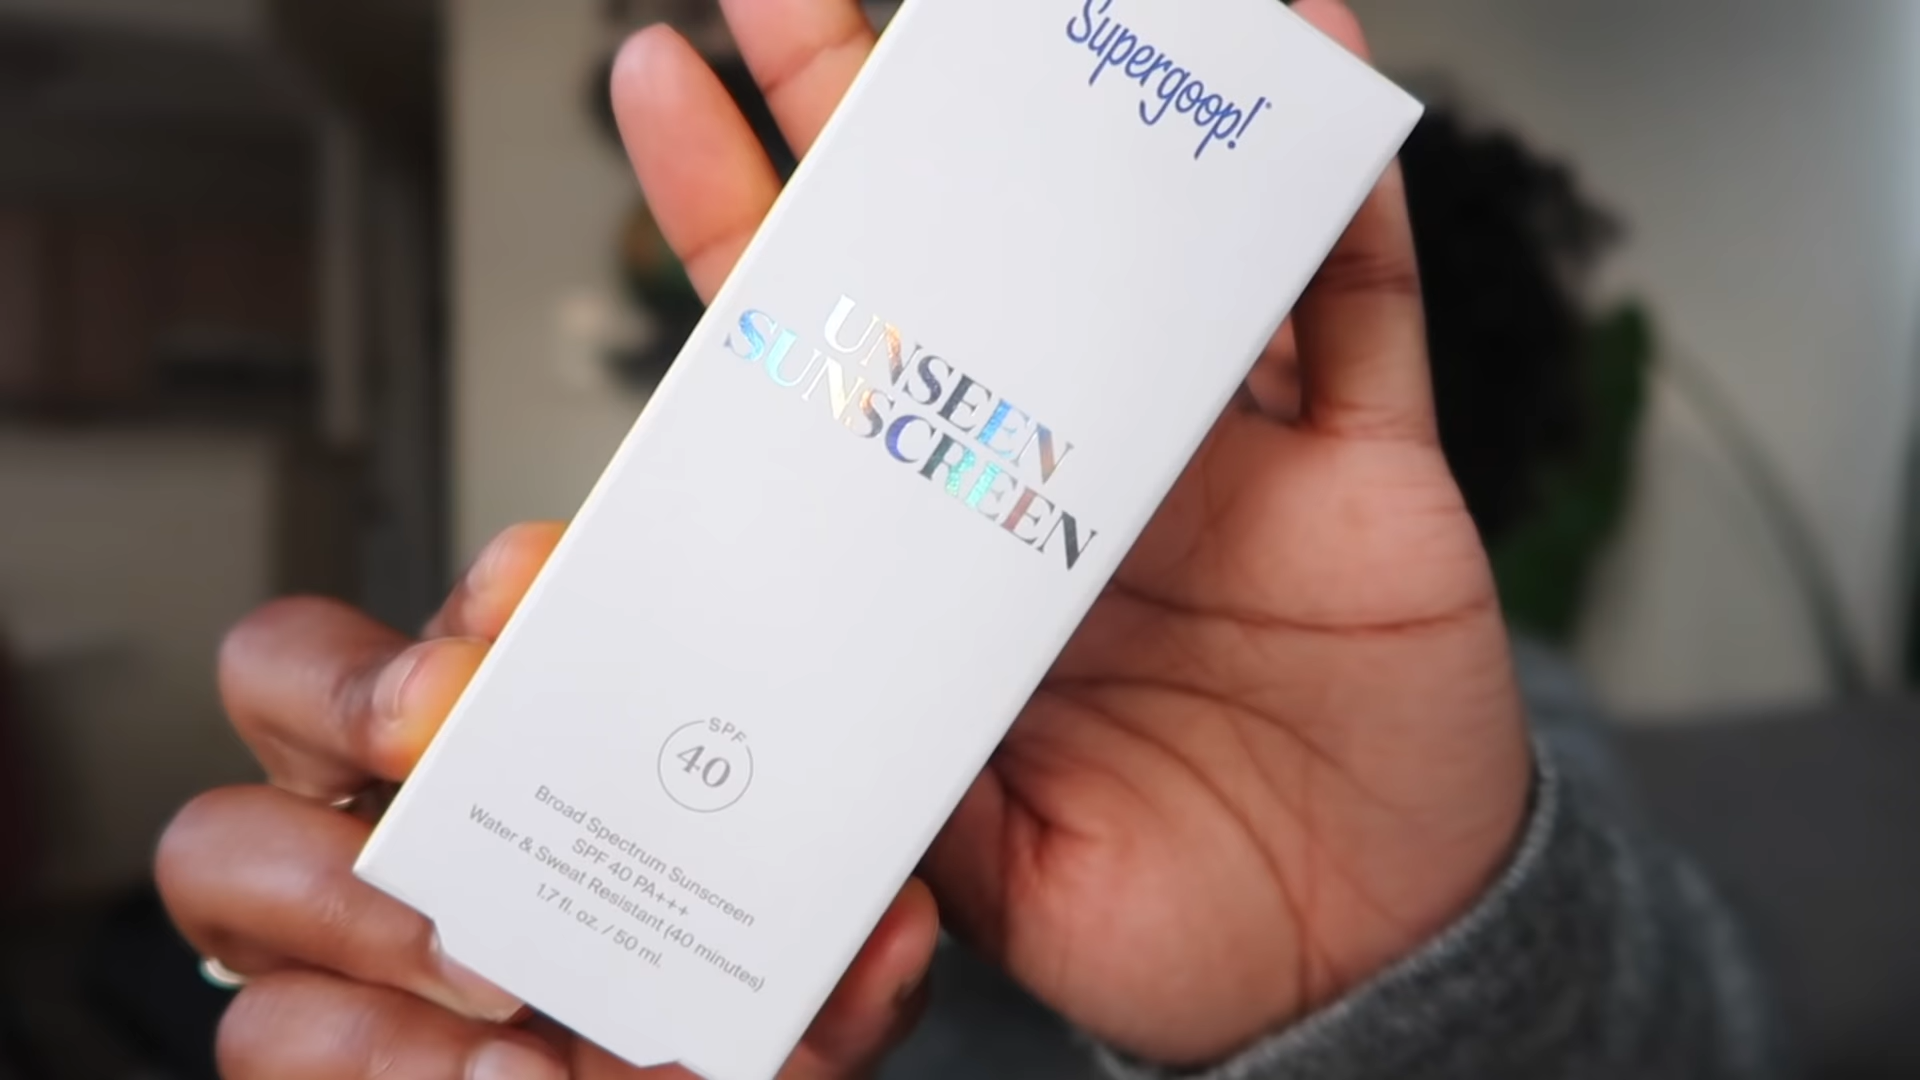 Supergoop!
UNSEEN
SUNSCREEN
SPF
40
Broad Spectrum Sunscreen
SPF 40 PA+++
Water & Sweat Resistant (40 minutes)
1.7 fl. oz. / 50 ml.